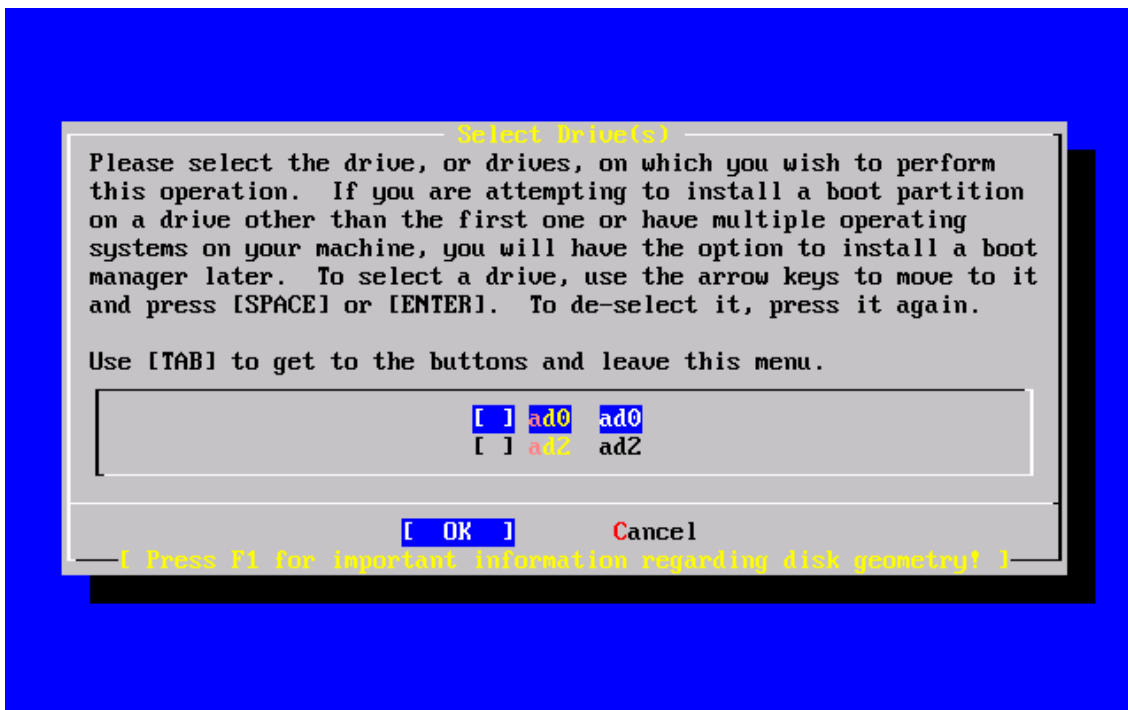 Select Drive(s)
Please select the drive, or drives, on which you wish to perform
this operation.  If you are attempting to install a boot partition
on a drive other than the first one or have multiple operating
systems on your machine, you will have the option to install a boot
manager later.  To select a drive, use the arrow keys to move to it
and press [SPACE] or [ENTER].  To de-select it, press it again.
Use [TAB] to get to the buttons and leave this menu.
[ ] ad0  ad0
[ ] ad2  ad2
[  OK  ]  Cancel
[ Press F1 for important information regarding disk geometry! ]